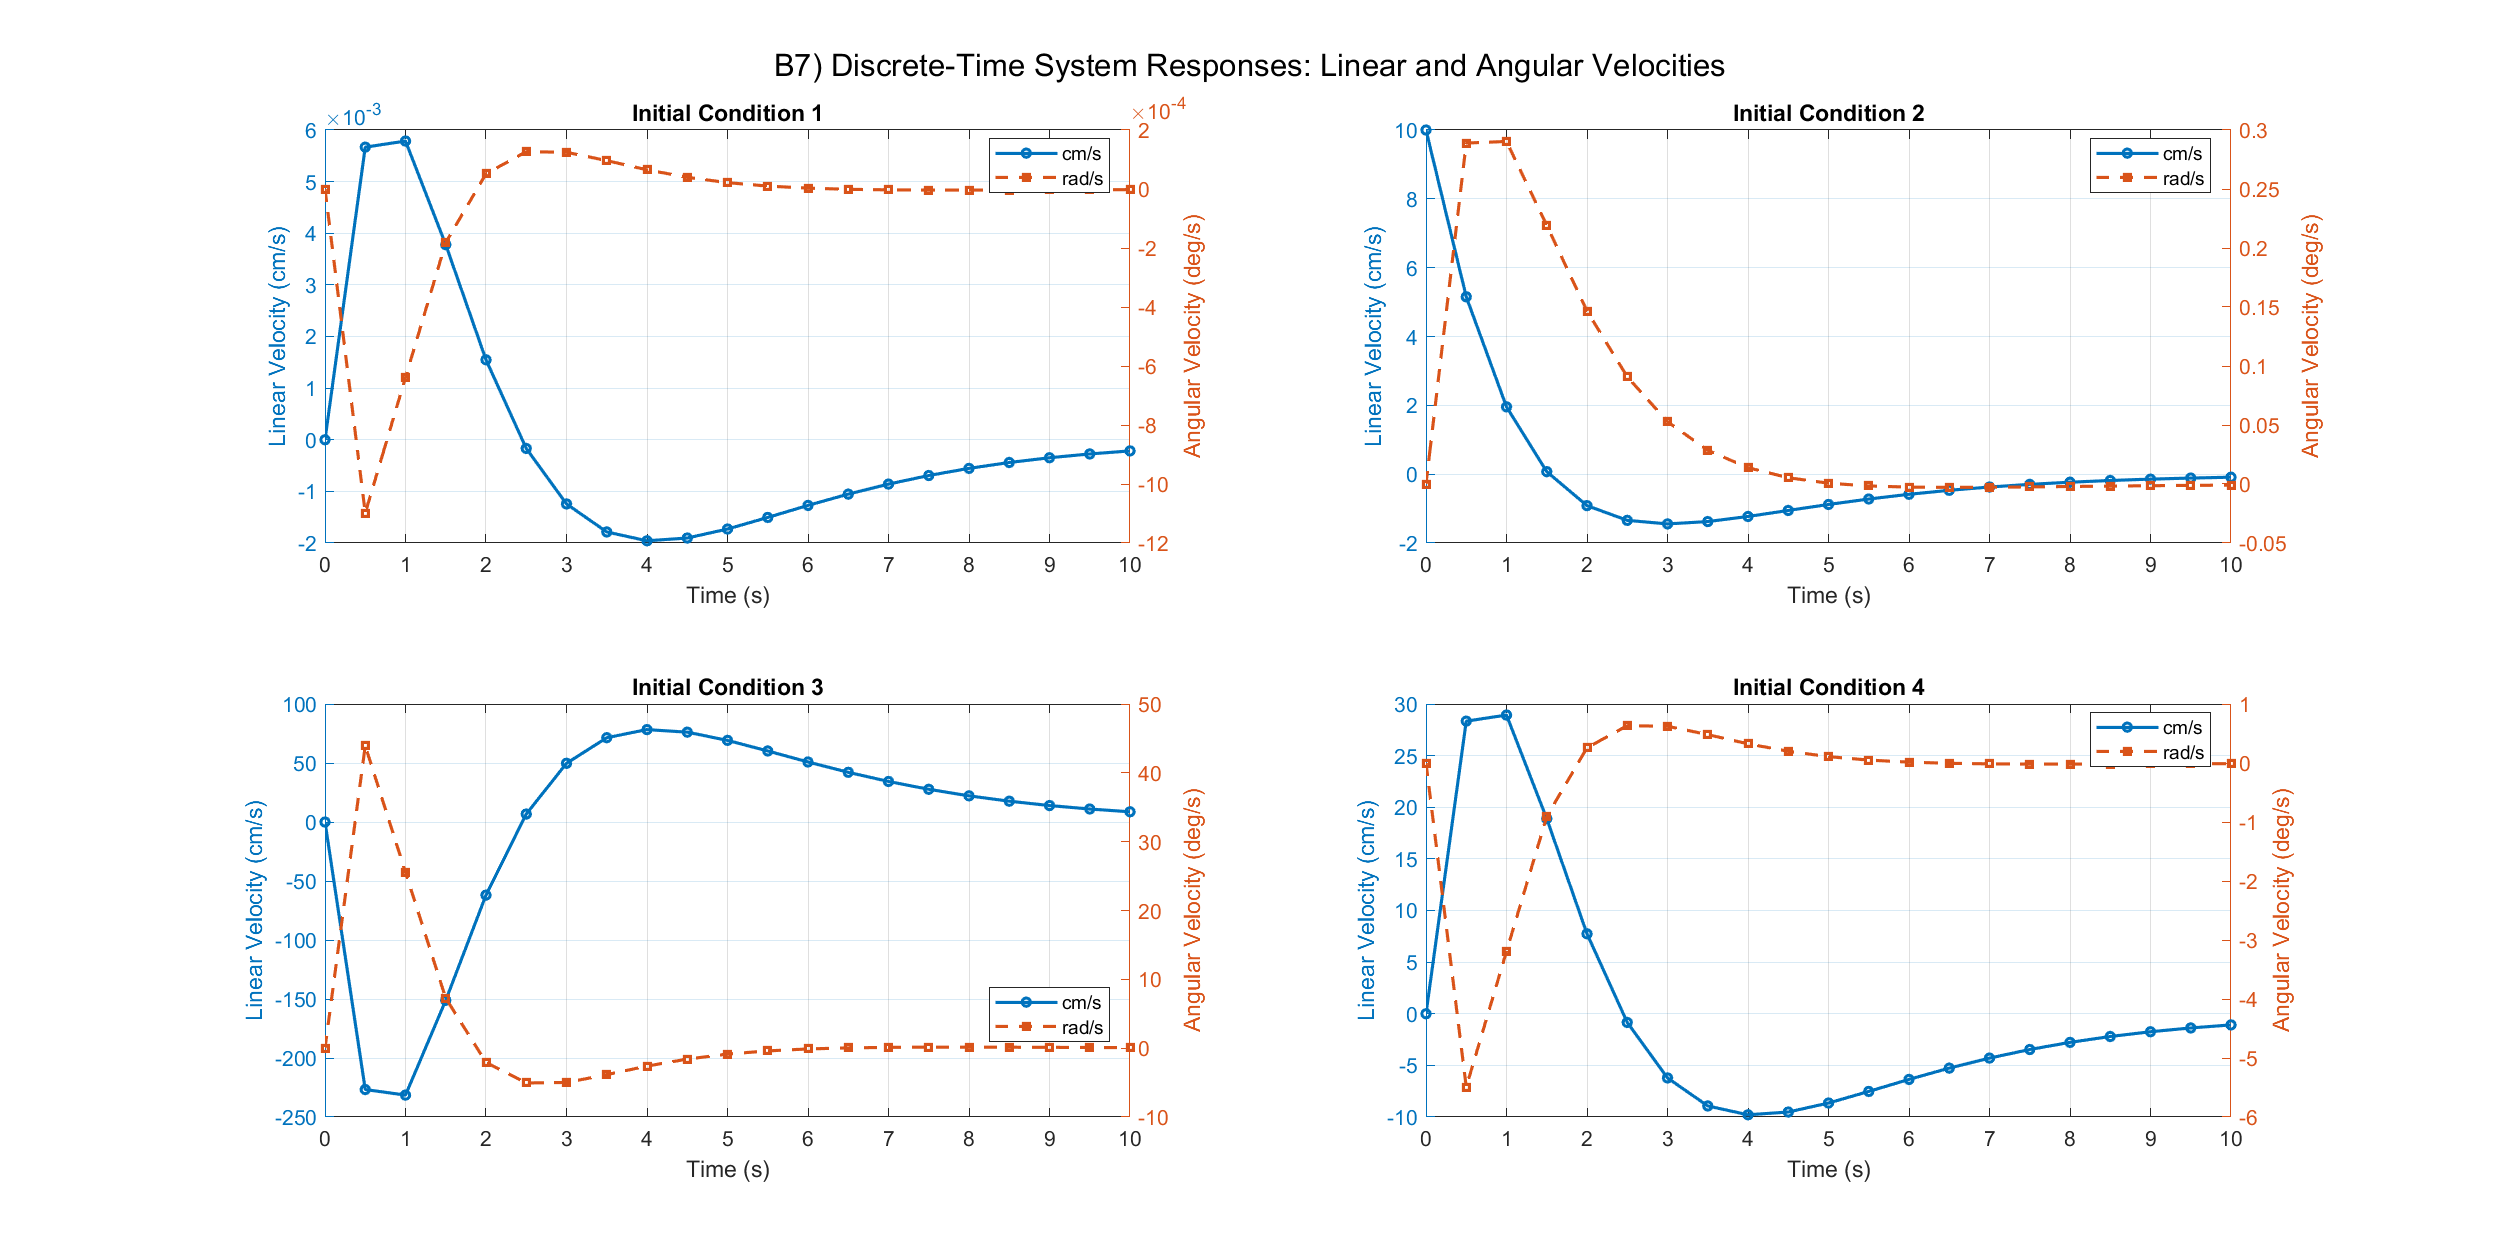 B7) Discrete-Time System Responses: Linear and Angular Velocities
Initial Condition 1
×10^-3
×10^-4
6
5
4
3
2
1
0
-1
-2
Linear Velocity (cm/s)
2
0
-2
-4
-6
-8
-10
-12
Angular Velocity (deg/s)
cm/s
rad/s
0 1 2 3 4 5 6 7 8 9 10
Time (s)
Initial Condition 2
10
8
6
4
2
0
-2
Linear Velocity (cm/s)
0.3
0.25
0.2
0.15
0.1
0.05
0
-0.05
Angular Velocity (deg/s)
cm/s
rad/s
0 1 2 3 4 5 6 7 8 9 10
Time (s)
Initial Condition 3
100
50
0
-50
-100
-150
-200
-250
Linear Velocity (cm/s)
50
40
30
20
10
0
-10
Angular Velocity (deg/s)
cm/s
rad/s
0 1 2 3 4 5 6 7 8 9 10
Time (s)
Initial Condition 4
30
25
20
15
10
5
0
-5
-10
Linear Velocity (cm/s)
1
0
-1
-2
-3
-4
-5
-6
Angular Velocity (deg/s)
cm/s
rad/s
0 1 2 3 4 5 6 7 8 9 10
Time (s)